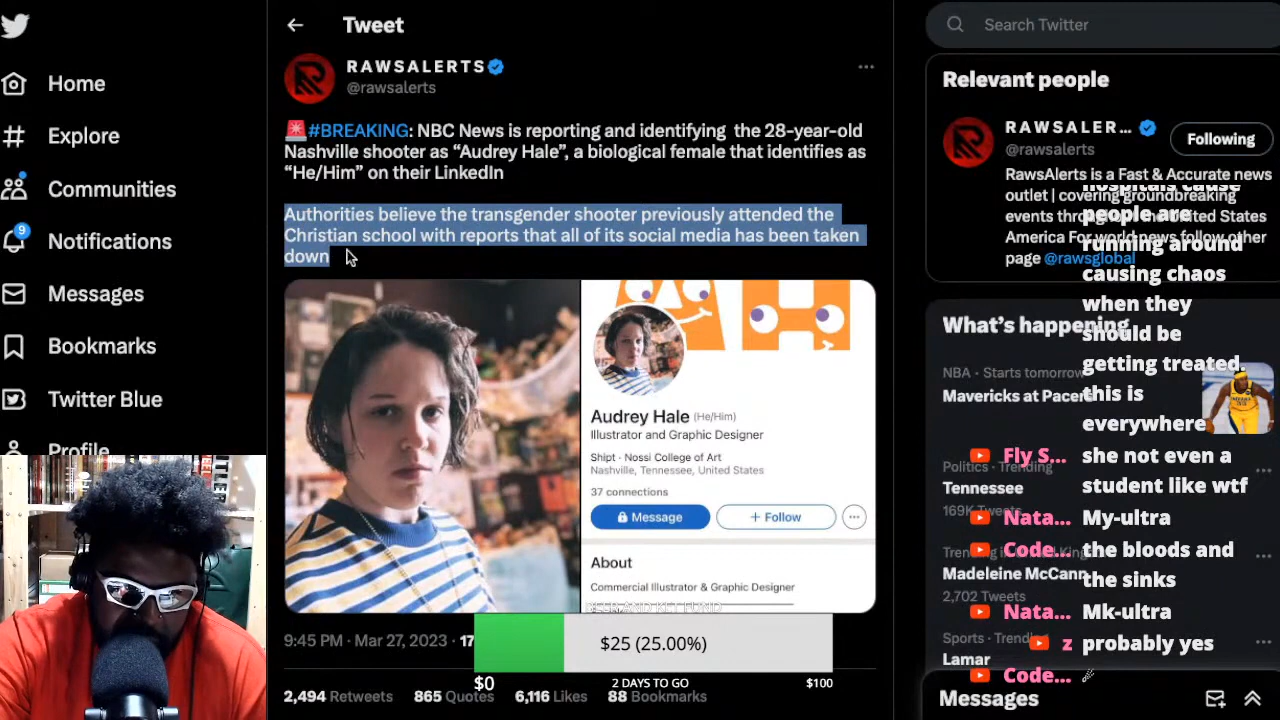 Home
Explore
Communities
9
Notifications
Messages
Bookmarks
Twitter Blue
Profile
Tweet
RAWSALERTS
@rawsalerts
#BREAKING: NBC News is reporting and identifying the 28-year-old
Nashville shooter as “Audrey Hale”, a biological female that identifies as
“He/Him” on their LinkedIn
Authorities believe the transgender shooter previously attended the
Christian school with reports that all of its social media has been taken
down
Audrey Hale (He/Him)
Illustrator and Graphic Designer
Shipt · Nossi College of Art
Nashville, Tennessee, United States
37 connections
Message
+ Follow
About
Commercial Illustrator & Graphic Designer
9:45 PM · Mar 27, 2023 · 17
$25 (25.00%)
$0
2 DAYS TO GO
$100
2,494 Retweets 865 Quotes 6,116 Likes 88 Bookmarks
Search Twitter
Relevant people
RAWSALER...
@rawsalerts
Following
RawsAlerts is a Fast & Accurate news
outlet | covering groundbreaking
events through the United States
America For world news follow other
page @rawsglobal
What’s happening
NBA · Starts tomorrow
Mavericks at Pacers
Politics · Trending
Tennessee
169K Tweets
Madeleine McCann
2,702 Tweets
Sports · Trending
Lamar
Messages
hospitals cause
people are
running around
causing chaos
when they
should be
getting treated.
this is
everywhere
Fly S... she not even a
student like wtf
Nata... My-ultra
Code... the bloods and
the sinks
Nata... Mk-ultra
z probably yes
Code...